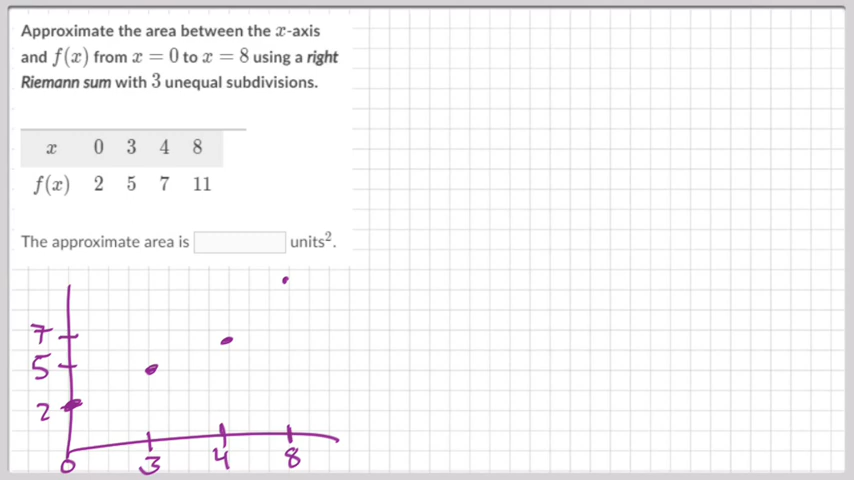 Approximate the area between the x-axis
and f(x) from x = 0 to x = 8 using a right
Riemann sum with 3 unequal subdivisions.
x 0 3 4 8
f(x) 2 5 7 11
The approximate area is units².
7
5
2
0 3 4 8